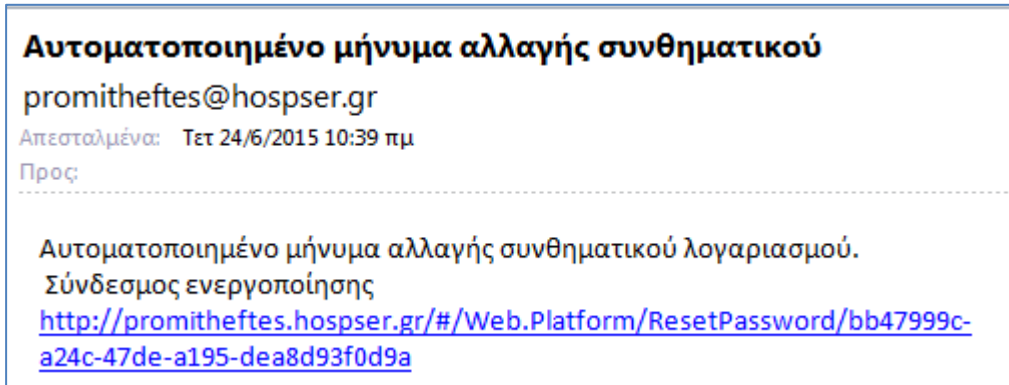 Αυτοματοποιημένο μήνυμα αλλαγής συνθηματικού
promitheftes@hospser.gr
Απεσταλμένα: Τετ 24/6/2015 10:39 πμ
Προς:
Αυτοματοποιημένο μήνυμα αλλαγής συνθηματικού λογαριασμού.
Σύνδεσμος ενεργοποίησης
http://promitheftes.hospser.gr/#/Web.Platform/ResetPassword/bb47999c-
a24c-47de-a195-dea8d93f0d9a